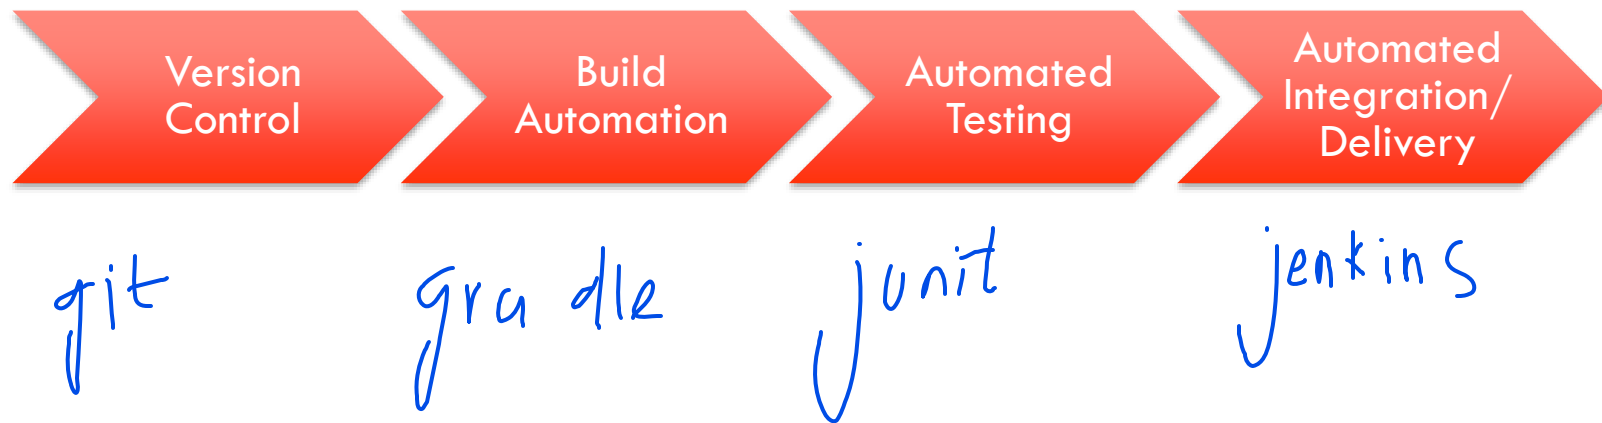 Version
Control
Build
Automation
Automated
Testing
Automated
Integration/
Delivery
git
gradle
junit
jenkins